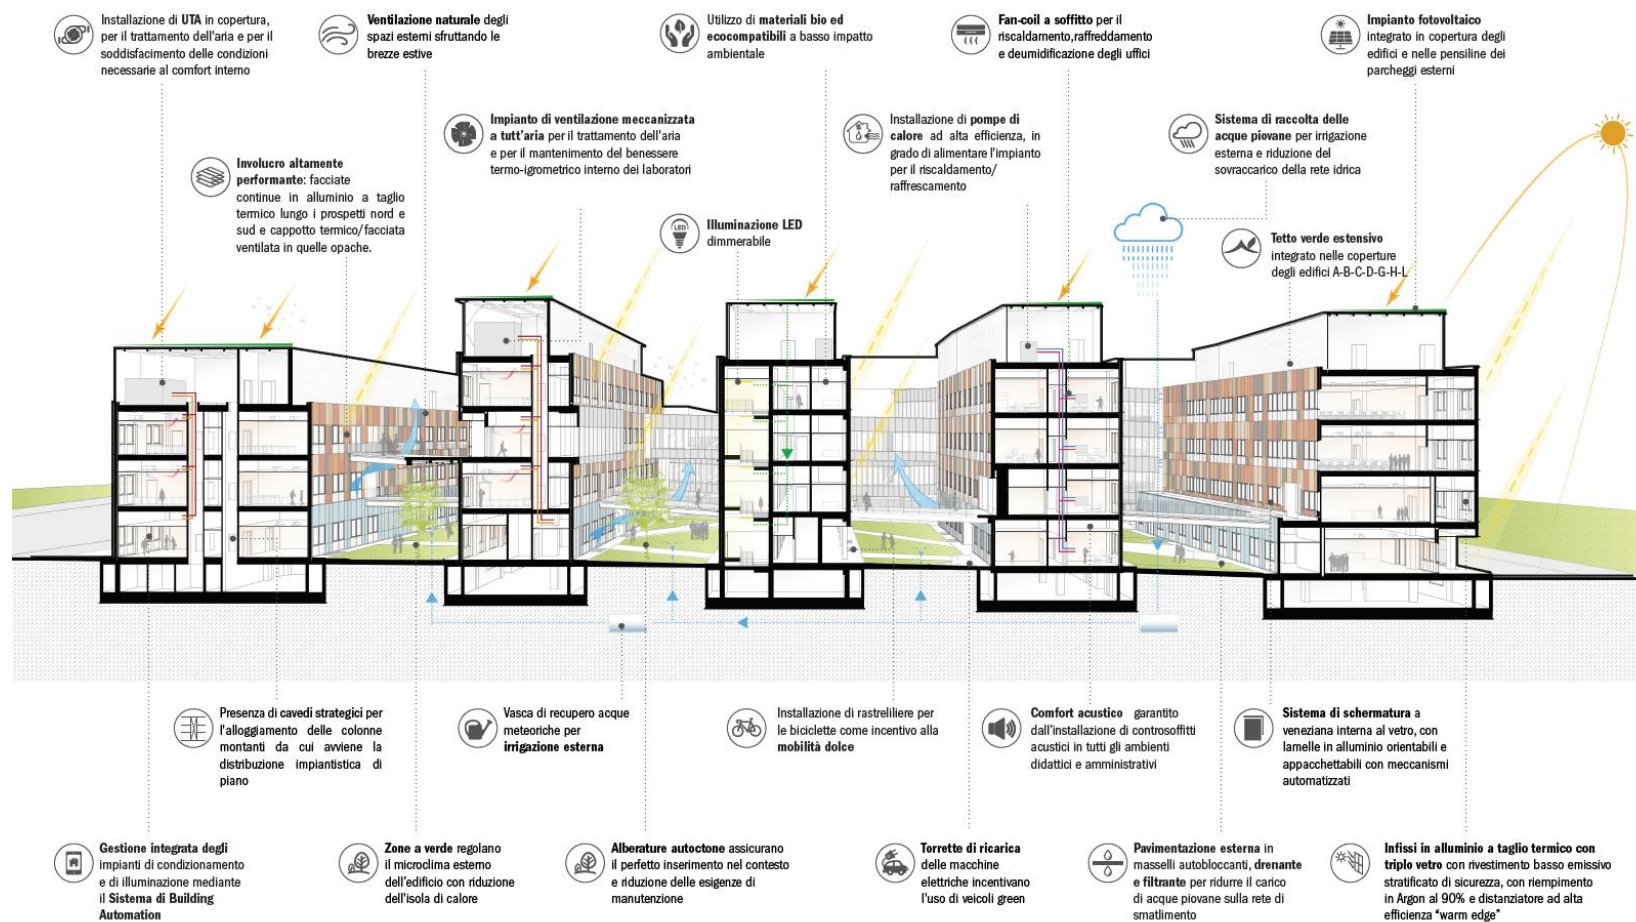 Installazione di UTA in copertura,
per il trattamento dell'aria e per il
soddisfacimento delle condizioni
necessarie al comfort interno
Ventilazione naturale degli
spazi esterni sfruttando le
brezze estive
Utilizzo di materiali bio ed
ecocompatibili a basso impatto
ambientale
Fan-coil a soffitto per il
riscaldamento,raffreddamento
e deumidificazione degli uffici
Impianto fotovoltaico
integrato in copertura degli
edifici e nelle pensiline dei
parcheggi esterni
Involucro altamente
performante: facciate
continue in alluminio a taglio
termico lungo i prospetti nord e
sud e cappotto termico/facciata
ventilata in quelle opache.
Impianto di ventilazione meccanizzata
a tutt'aria per il trattamento dell'aria
e per il mantenimento del benessere
termo-igrometrico interno dei laboratori
LED
Illuminazione LED
dimmerabile
Installazione di pompe di
calore ad alta efficienza, in
grado di alimentare l'impianto
per il riscaldamento/
raffrescamento
Sistema di raccolta delle
acque piovane per irrigazione
esterna e riduzione del
sovraccarico della rete idrica
Tetto verde estensivo
integrato nelle coperture
degli edifici A-B-C-D-G-H-L
Presenza di cavedi strategici per
l'alloggiamento delle colonne
montanti da cui avviene la
distribuzione impiantistica di
piano
Vasca di recupero acque
meteoriche per
irrigazione esterna
Installazione di rastreliliere per
le biciclette come incentivo alla
mobilità dolce
Comfort acustico garantito
dall'installazione di controsoffitti
acustici in tutti gli ambienti
didattici e amministrativi
Sistema di schermatura a
veneziana interna al vetro, con
lamelle in alluminio orientabili e
appacchettabili con meccanismi
automatizzati
Gestione integrata degli
impianti di condizionamento
e di illuminazione mediante
il Sistema di Building
Automation
Zone a verde regolano
il microclima esterno
dell'edificio con riduzione
dell'isola di calore
Alberature autoctone assicurano
il perfetto inserimento nel contesto
e riduzione delle esigenze di
manutenzione
Torrette di ricarica
delle macchine
elettriche incentivano
l'uso di veicoli green
Pavimentazione esterna in
masselli autobloccanti, drenante
e filtrante per ridurre il carico
di acque piovane sulla rete di
smatlimento
Infissi in alluminio a taglio termico con
triplo vetro con rivestimento basso emissivo
stratificato di sicurezza, con riempimento
in Argon al 90% e distanziatore ad alta
efficienza "warm edge"